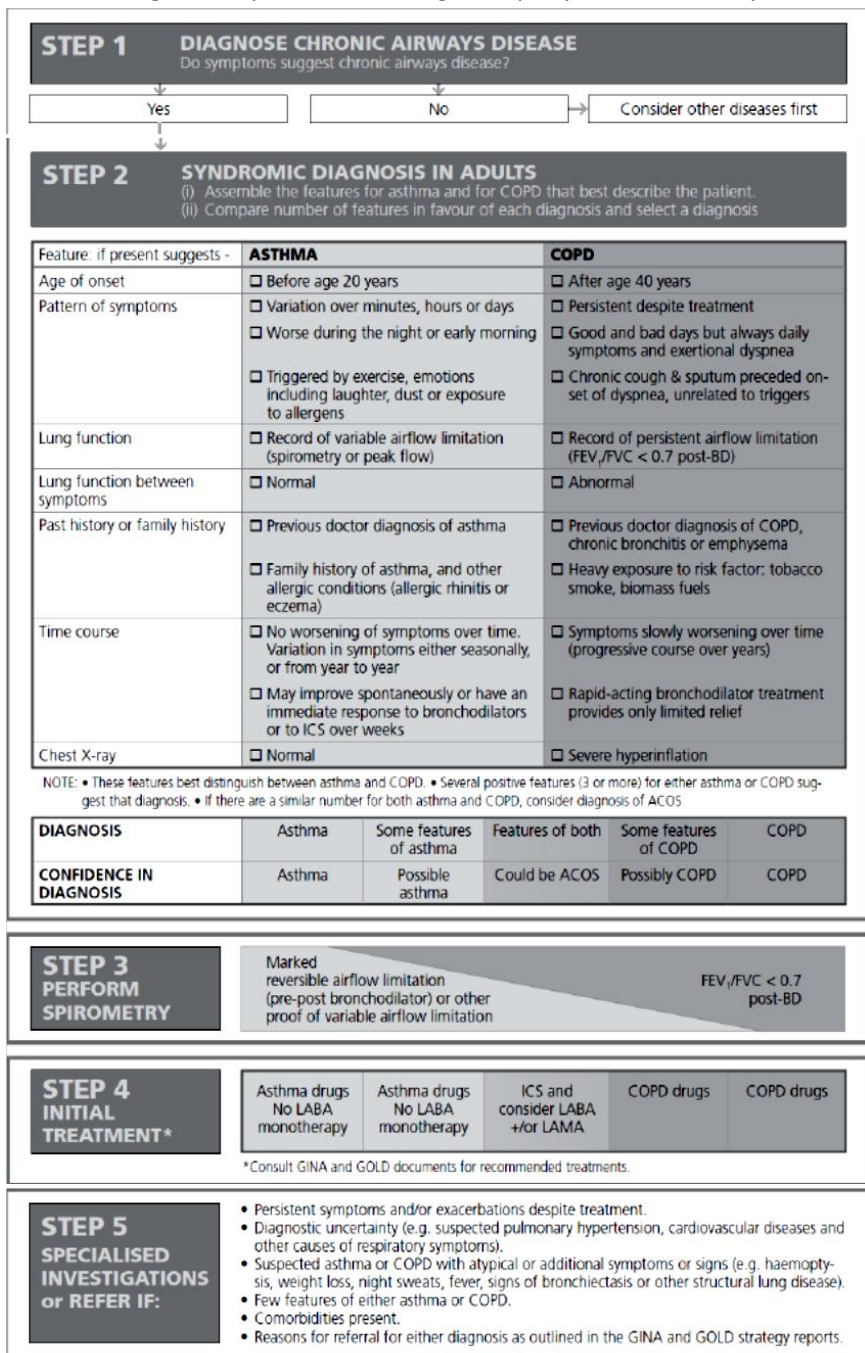 STEP 1
DIAGNOSE CHRONIC AIRWAYS DISEASE
Do symptoms suggest chronic airways disease?
Yes
No
Consider other diseases first
STEP 2
SYNDROMIC DIAGNOSIS IN ADULTS
(i) Assemble the features for asthma and for COPD that best describe the patient.
(ii) Compare number of features in favour of each diagnosis and select a diagnosis
Feature: if present suggests -
ASTHMA
COPD
Age of onset
☐ Before age 20 years
☐ After age 40 years
Pattern of symptoms
☐ Variation over minutes, hours or days
☐ Persistent despite treatment
☐ Worse during the night or early morning
☐ Good and bad days but always daily
symptoms and exertional dyspnea
☐ Triggered by exercise, emotions
including laughter, dust or exposure
to allergens
☐ Chronic cough & sputum preceded on-
set of dyspnea, unrelated to triggers
Lung function
☐ Record of variable airflow limitation
(spirometry or peak flow)
☐ Record of persistent airflow limitation
(FEV₁/FVC < 0.7 post-BD)
Lung function between
symptoms
☐ Normal
☐ Abnormal
Past history or family history
☐ Previous doctor diagnosis of asthma
☐ Previous doctor diagnosis of COPD,
chronic bronchitis or emphysema
☐ Family history of asthma, and other
allergic conditions (allergic rhinitis or
eczema)
☐ Heavy exposure to risk factor: tobacco
smoke, biomass fuels
Time course
☐ No worsening of symptoms over time.
Variation in symptoms either seasonally,
or from year to year
☐ Symptoms slowly worsening over time
(progressive course over years)
☐ May improve spontaneously or have an
immediate response to bronchodilators
or to ICS over weeks
☐ Rapid-acting bronchodilator treatment
provides only limited relief
Chest X-ray
☐ Normal
☐ Severe hyperinflation
NOTE: • These features best distinguish between asthma and COPD. • Several positive features (3 or more) for either asthma or COPD sug-
gest that diagnosis. • If there are a similar number for both asthma and COPD, consider diagnosis of ACOS
DIAGNOSIS
Asthma
Some features
of asthma
Features of both
Some features
of COPD
COPD
CONFIDENCE IN
DIAGNOSIS
Asthma
Possible
asthma
Could be ACOS
Possibly COPD
COPD
STEP 3
PERFORM
SPIROMETRY
Marked
reversible airflow limitation
(pre-post bronchodilator) or other
proof of variable airflow limitation
FEV₁/FVC < 0.7
post-BD
STEP 4
INITIAL
TREATMENT*
Asthma drugs
No LABA
monotherapy
Asthma drugs
No LABA
monotherapy
ICS and
consider LABA
+/or LAMA
COPD drugs
COPD drugs
*Consult GINA and GOLD documents for recommended treatments.
STEP 5
SPECIALISED
INVESTIGATIONS
or REFER IF:
• Persistent symptoms and/or exacerbations despite treatment.
• Diagnostic uncertainty (e.g. suspected pulmonary hypertension, cardiovascular diseases and
other causes of respiratory symptoms).
• Suspected asthma or COPD with atypical or additional symptoms or signs (e.g. haemopty-
sis, weight loss, night sweats, fever, signs of bronchiectasis or other structural lung disease).
• Few features of either asthma or COPD.
• Comorbidities present.
• Reasons for referral for either diagnosis as outlined in the GINA and GOLD strategy reports.